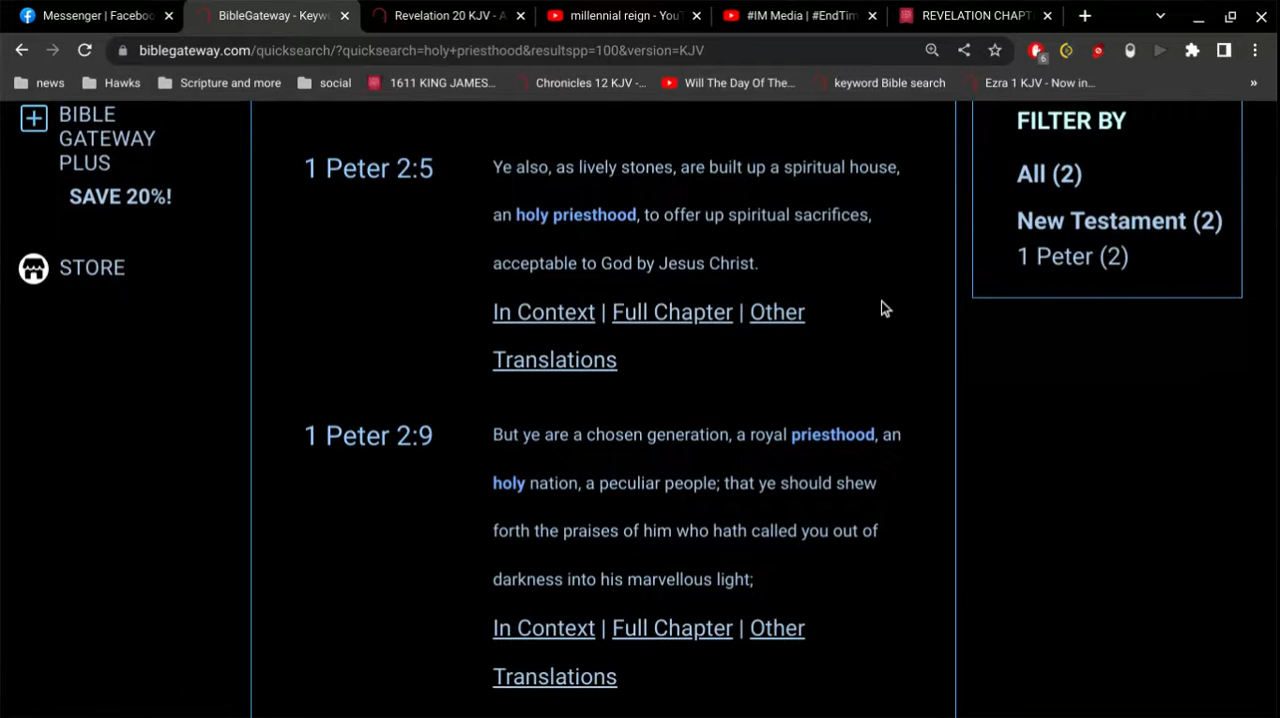 Messenger | Faceboo
BibleGateway - Keyw
Revelation 20 KJV - A
millennial reign - You
#IM Media | #EndTim
REVELATION CHAPT
biblegateway.com/quicksearch/?quicksearch=holy+priesthood&resultspp=100&version=KJV
6
news
Hawks
Scripture and more
social
1611 KING JAMES...
Chronicles 12 KJV -...
Will The Day Of The...
keyword Bible search
Ezra 1 KJV - Now in...
»
BIBLE
GATEWAY
PLUS
SAVE 20%!
STORE
1 Peter 2:5
Ye also, as lively stones, are built up a spiritual house,
an holy priesthood, to offer up spiritual sacrifices,
acceptable to God by Jesus Christ.
In Context | Full Chapter | Other
Translations
1 Peter 2:9
But ye are a chosen generation, a royal priesthood, an
holy nation, a peculiar people; that ye should shew
forth the praises of him who hath called you out of
darkness into his marvellous light;
In Context | Full Chapter | Other
Translations
FILTER BY
All (2)
New Testament (2)
1 Peter (2)